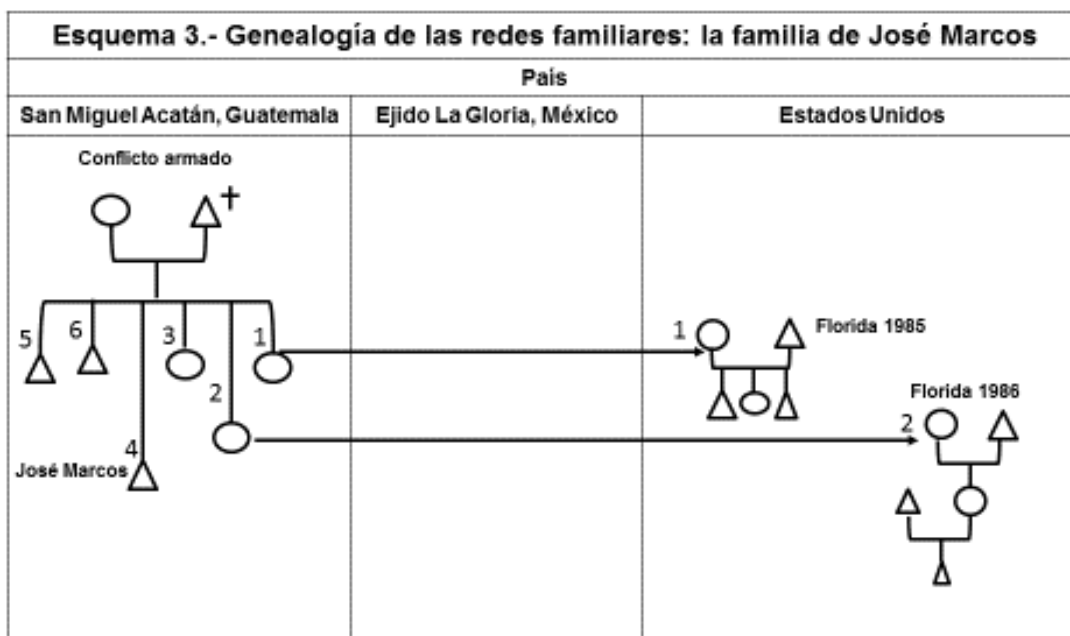 Esquema 3.- Genealogía de las redes familiares: la familia de José Marcos
País
San Miguel Acatán, Guatemala
Ejido La Gloria, México
Estados Unidos
Conflicto armado
5
6
3
1
2
4
José Marcos
1
Florida 1985
Florida 1986
2